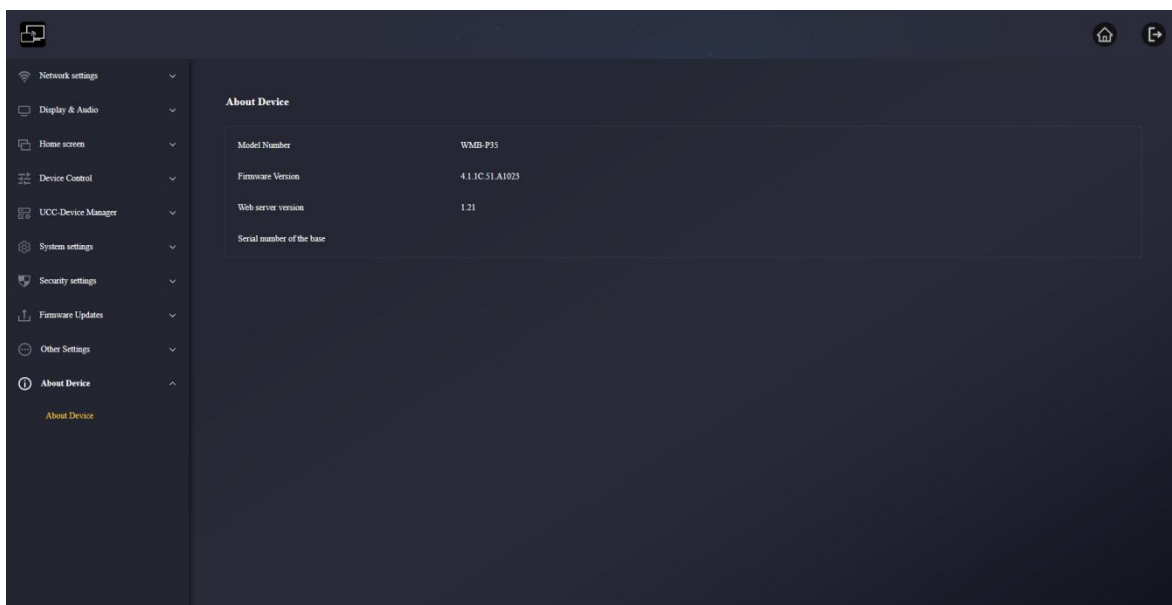 Network settings
Display & Audio
Home screen
Device Control
UCC-Device Manager
System settings
Security settings
Firmware Updates
Other Settings
About Device
About Device
About Device
Model Number WMB-P35
Firmware Version 4.1.1C.51.A1023
Web server version 1.21
Serial number of the base